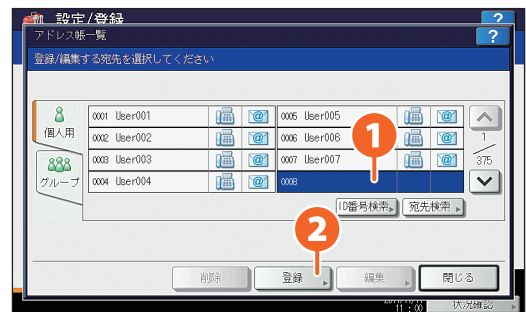 設定/登録 ?
アドレス帳一覧 ?
登録/編集する宛先を選択してください
個人用
グループ
0001 User001 @ 0005 User005 @
0002 User002 @ 0006 User006 @
0003 User003 @ 0007 User007 @
0004 User004 @ 0008
1
375
1
ID番号検索 宛先検索
2
削除 登録 編集 閉じる
11:00 状況確認